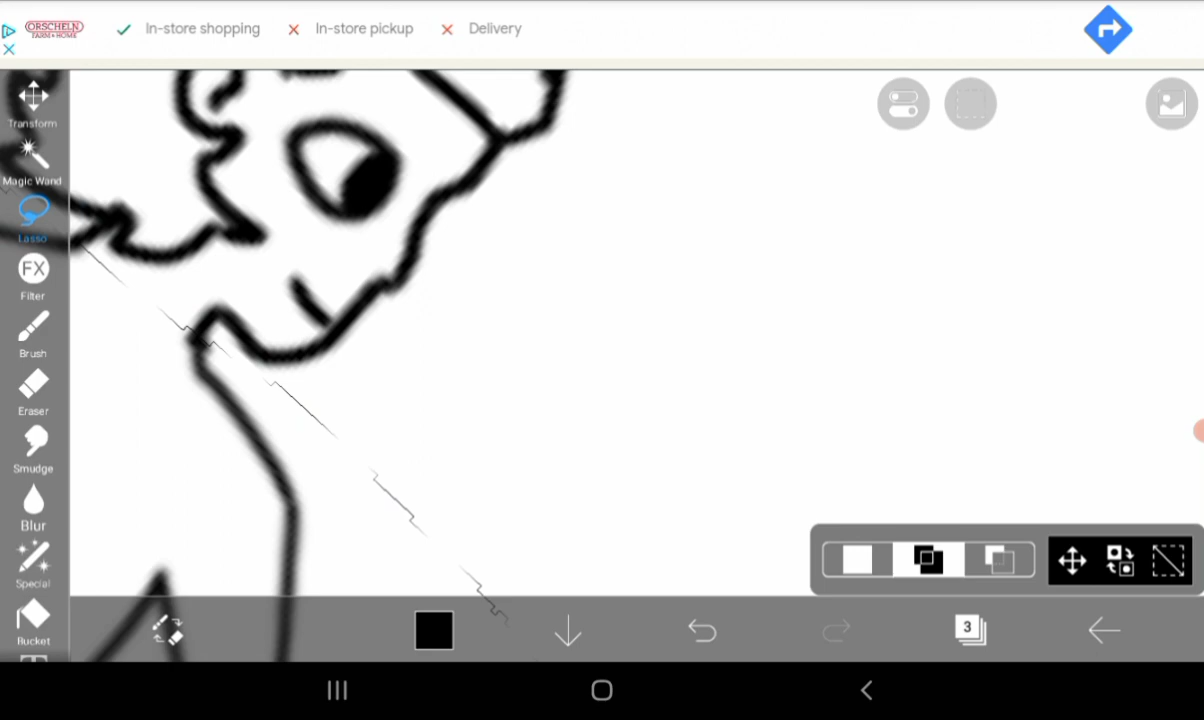 ORSCHELN
FARM & HOME
In-store shopping
In-store pickup
Delivery
Transform
Magic Wand
Lasso
FX
Filter
Brush
Eraser
Smudge
Blur
Special
Bucket
3